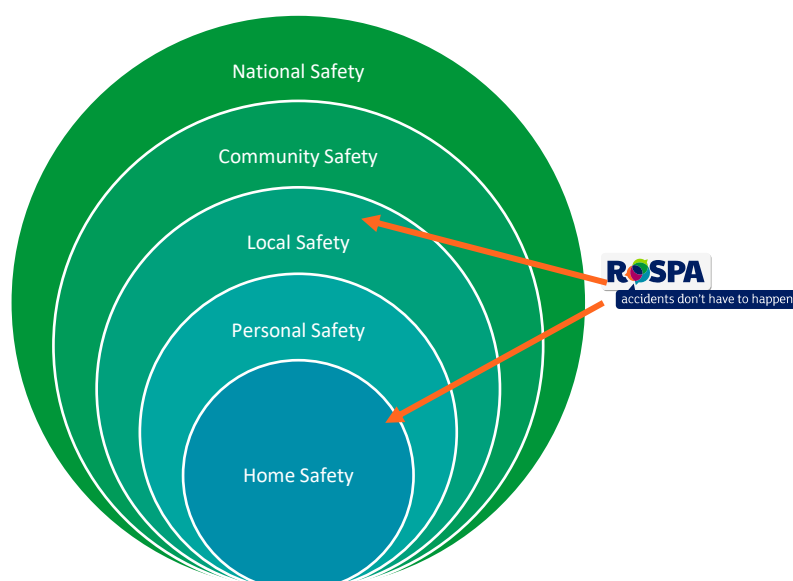 National Safety
Community Safety
Local Safety
RoSPA
accidents don't have to happen
Personal Safety
Home Safety